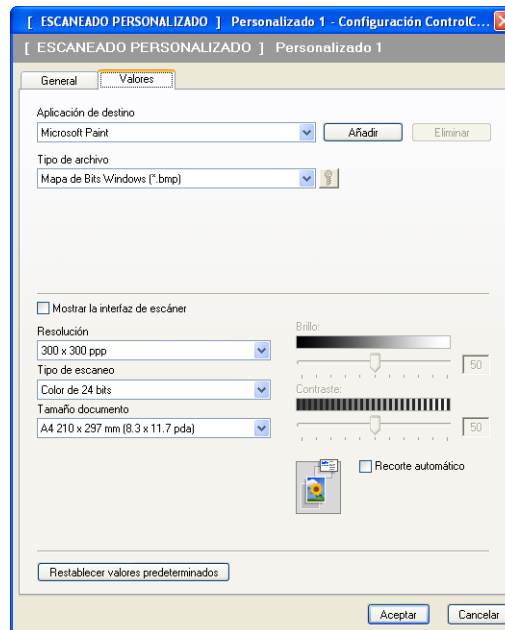 [ ESCANEADO PERSONALIZADO ] Personalizado 1 - Configuración ControlC...
[ ESCANEADO PERSONALIZADO ] Personalizado 1
General Valores
Aplicación de destino
Microsoft Paint Añadir Eliminar
Tipo de archivo
Mapa de Bits Windows (*.bmp)
Mostrar la interfaz de escáner
Resolución
300 x 300 ppp
Tipo de escaneo
Color de 24 bits
Tamaño documento
A4 210 x 297 mm (8.3 x 11.7 pda)
Brillo:
50
Contraste:
50
Recorte automático
Restablecer valores predeterminados
Aceptar Cancelar